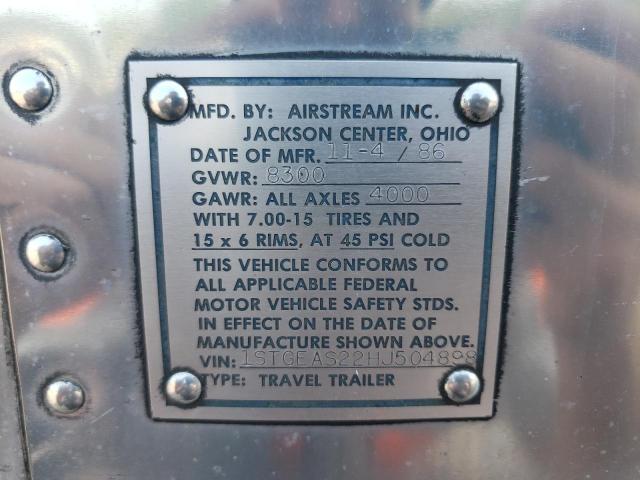 MFD. BY: AIRSTREAM INC.
JACKSON CENTER, OHIO
DATE OF MFR. 11-4 / 86
GVWR: 8300
GAWR: ALL AXLES 4000
WITH 7.00-15 TIRES AND
15 x 6 RIMS, AT 45 PSI COLD
THIS VEHICLE CONFORMS TO
ALL APPLICABLE FEDERAL
MOTOR VEHICLE SAFETY STDS.
IN EFFECT ON THE DATE OF
MANUFACTURE SHOWN ABOVE.
VIN: 1STGEAS22HJ504898
TYPE: TRAVEL TRAILER